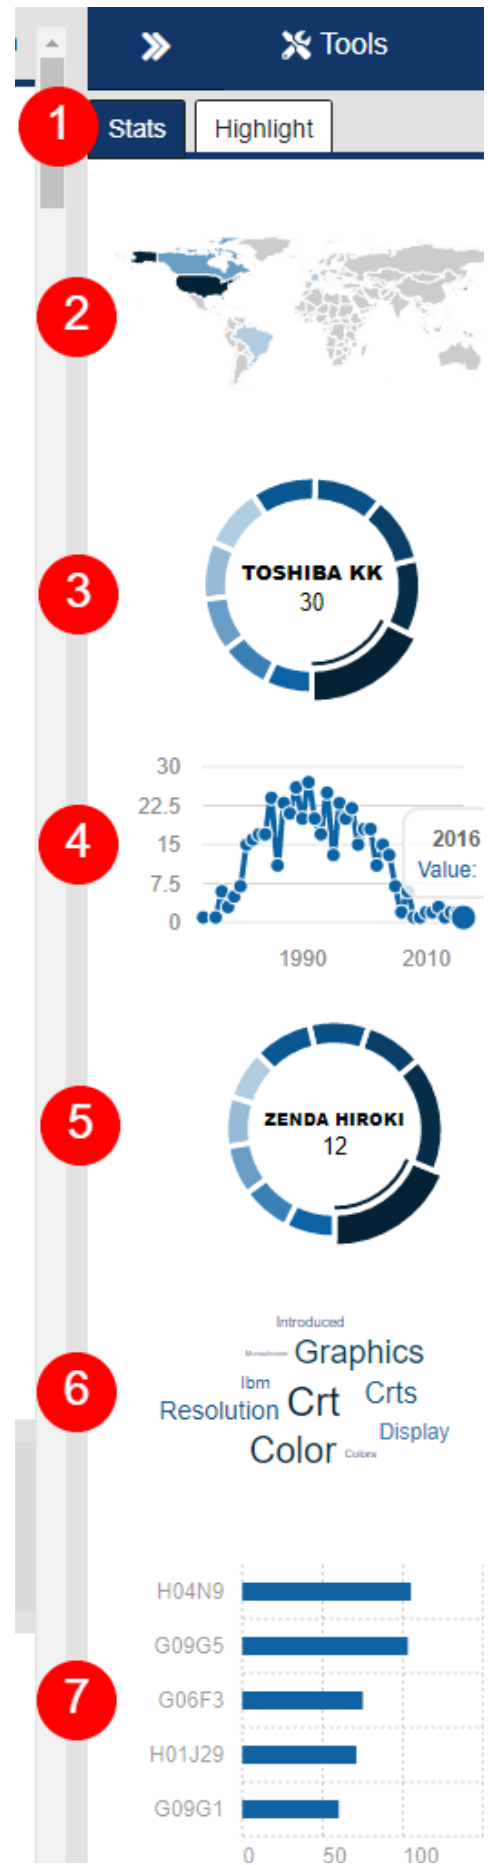 Tools
1
Stats
Highlight
2
3
TOSHIBA KK
30
30
22.5
15
7.5
0
4
2016
Value:
1990
2010
5
ZENDA HIROKI
12
Introduced
Graphics
6
Ibm
Crts
Resolution
Crt
Display
Color
Colors
H04N9
G09G5
7
G06F3
H01J29
G09G1
0
50
100